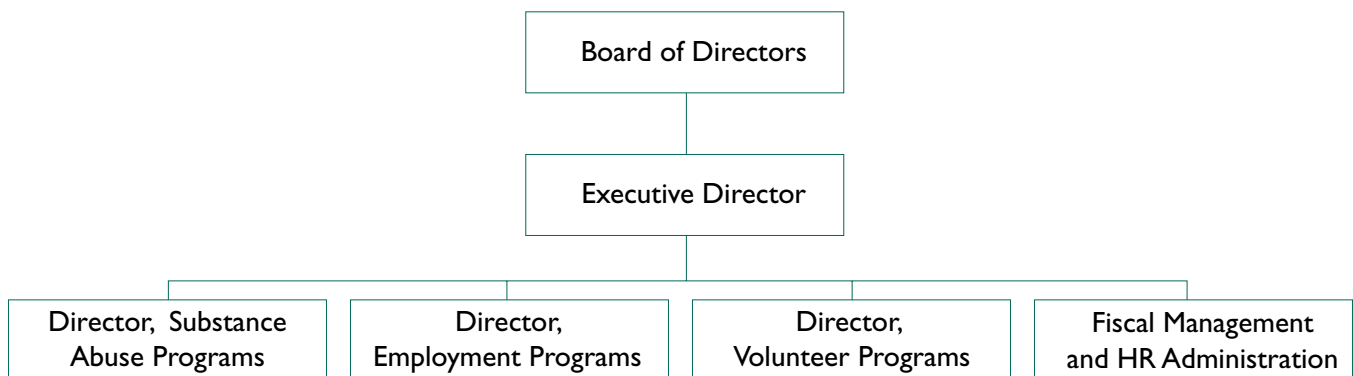 Board of Directors
Executive Director
Director, Substance
Abuse Programs
Director,
Employment Programs
Director,
Volunteer Programs
Fiscal Management
and HR Administration